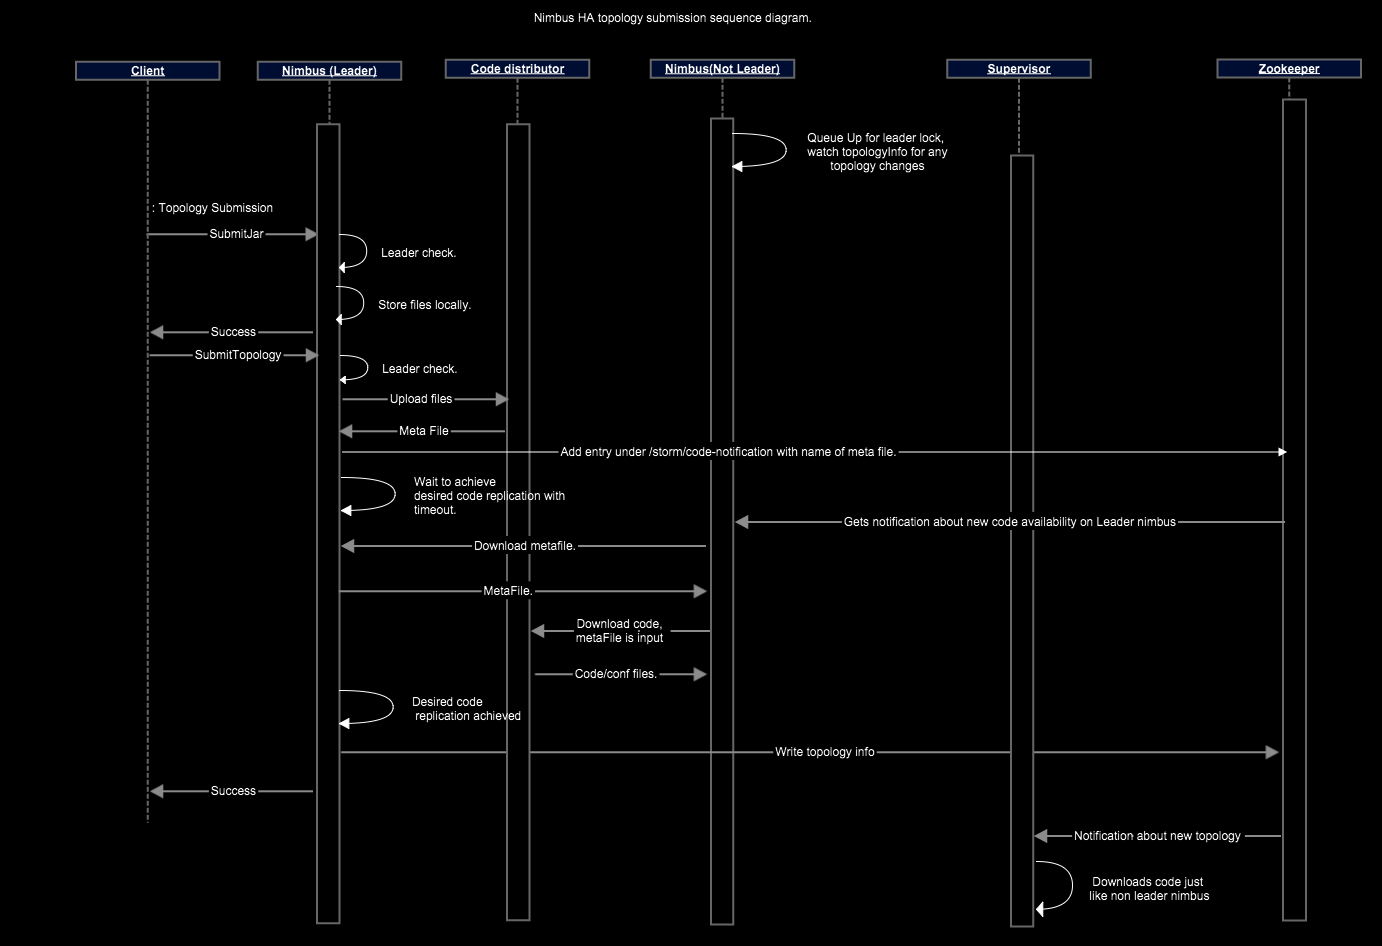 Nimbus HA topology submission sequence diagram.
Client
Nimbus (Leader)
Code distributor
Nimbus(Not Leader)
Supervisor
Zookeeper
Queue Up for leader lock,
watch topologyInfo for any
topology changes
: Topology Submission
SubmitJar
Leader check.
Store files locally.
Success
SubmitTopology
Leader check.
Upload files
Meta File
Add entry under /storm/code-notification with name of meta file.
Wait to achieve
desired code replication with
timeout.
Gets notification about new code availability on Leader nimbus
Download metafile.
MetaFile.
Download code,
metaFile is input
Code/conf files.
Desired code
replication achieved
Write topology info
Success
Notification about new topology
Downloads code just
like non leader nimbus